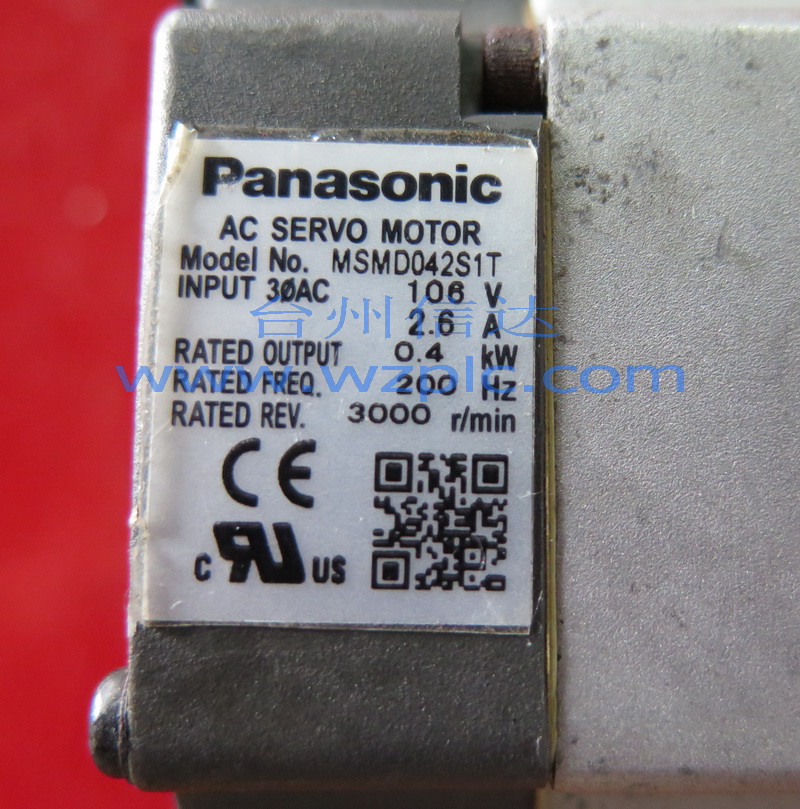 Panasonic
AC SERVO MOTOR
Model No. MSMD042S1T
INPUT 3ØAC 106 V
台州信达
2.6 A
RATED OUTPUT 0.4 kW
www.wzplc.com
RATED FREQ. 200 Hz
RATED REV. 3000 r/min
CE
C RU US